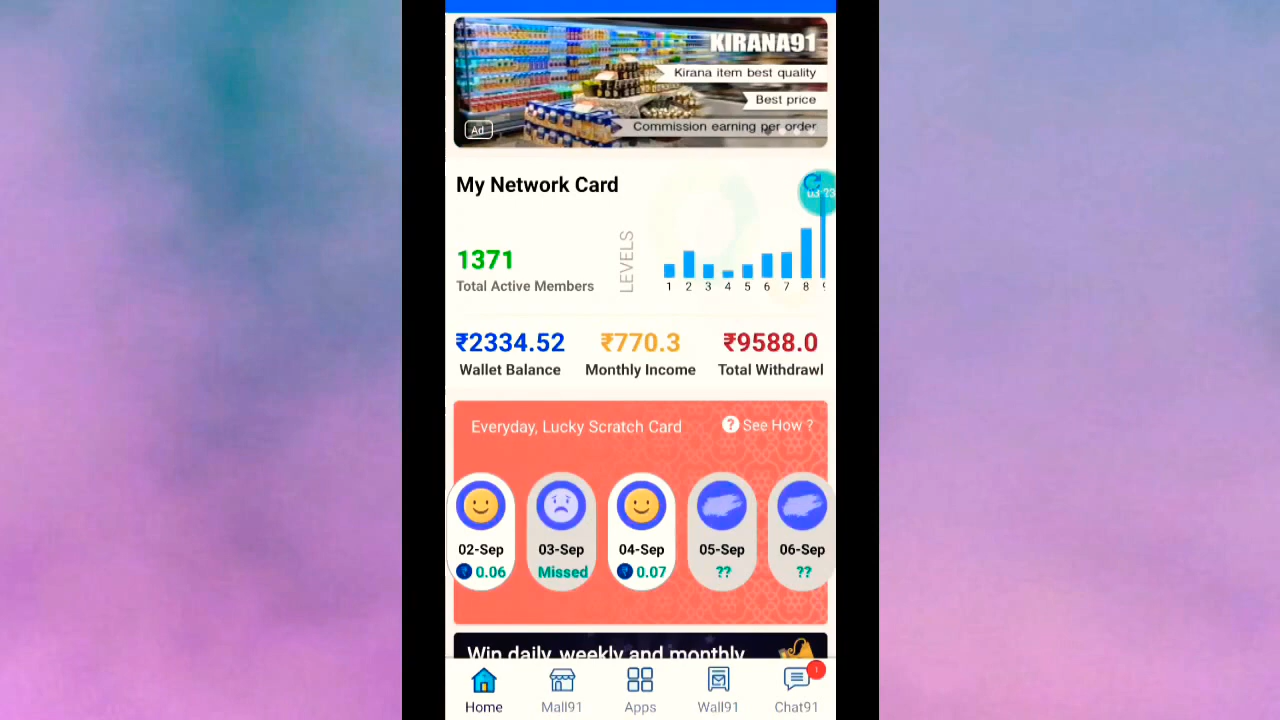 KIRANA91
Kirana item best quality
Best price
Commission earning per order
Ad
My Network Card
1371
Total Active Members
LEVELS
1 2 3 4 5 6 7 8
₹2334.52 ₹770.3 ₹9588.0
Wallet Balance Monthly Income Total Withdrawl
Everyday, Lucky Scratch Card ? See How ?
02-Sep 03-Sep 04-Sep 05-Sep 06-Sep
0.06 Missed 0.07 ?? ??
Win daily, weekly and monthly
1
Home Mall91 Apps Wall91 Chat91